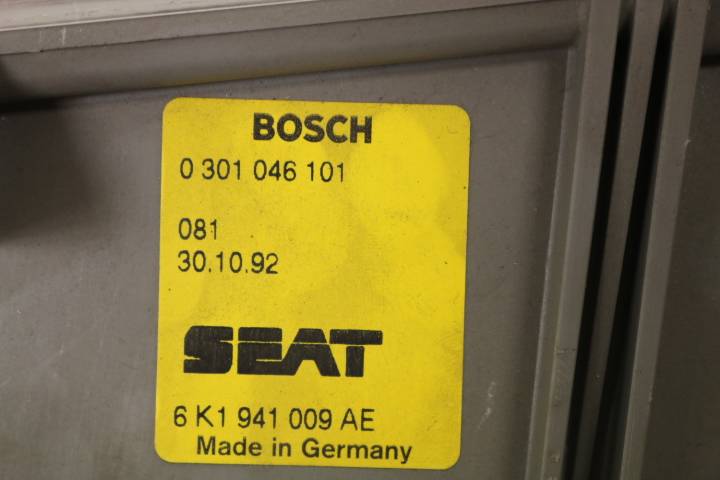 BOSCH
0 301 046 101
081
30.10.92
SEAT
6 K1 941 009 AE
Made in Germany